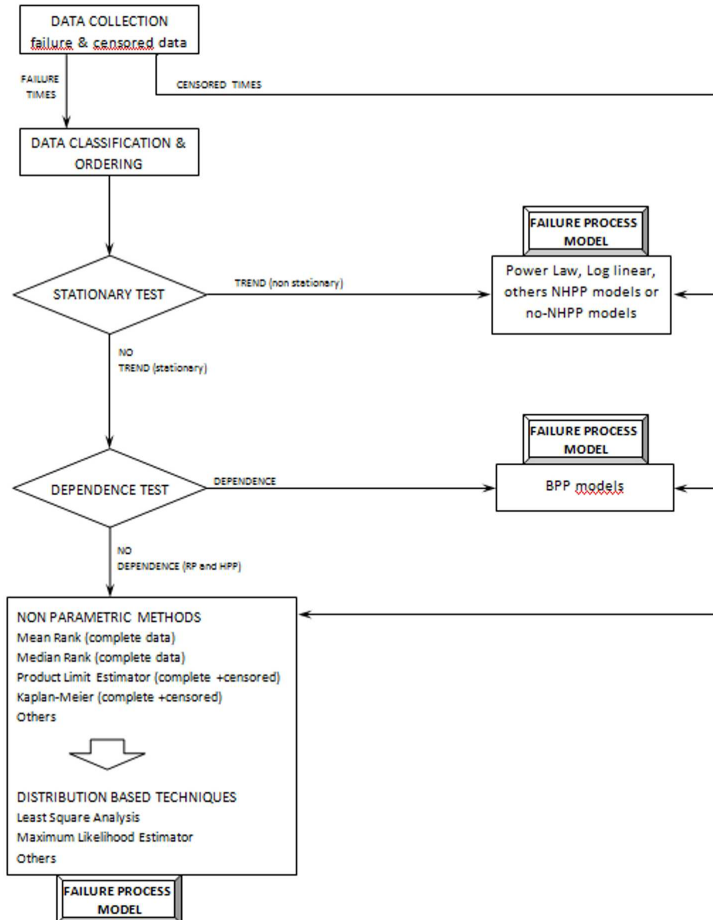 DATA COLLECTION
failure & censored data
FAILURE
TIMES
CENSORED TIMES
DATA CLASSIFICATION &
ORDERING
FAILURE PROCESS
MODEL
Power Law, Log linear,
others NHPP models or
no-NHPP models
STATIONARY TEST
TREND (non stationary)
NO
TREND (stationary)
FAILURE PROCESS
MODEL
BPP models
DEPENDENCE TEST
DEPENDENCE
NO
DEPENDENCE (RP and HPP)
NON PARAMETRIC METHODS
Mean Rank (complete data)
Median Rank (complete data)
Product Limit Estimator (complete +censored)
Kaplan-Meier (complete +censored)
Others
DISTRIBUTION BASED TECHNIQUES
Least Square Analysis
Maximum Likelihood Estimator
Others
FAILURE PROCESS
MODEL